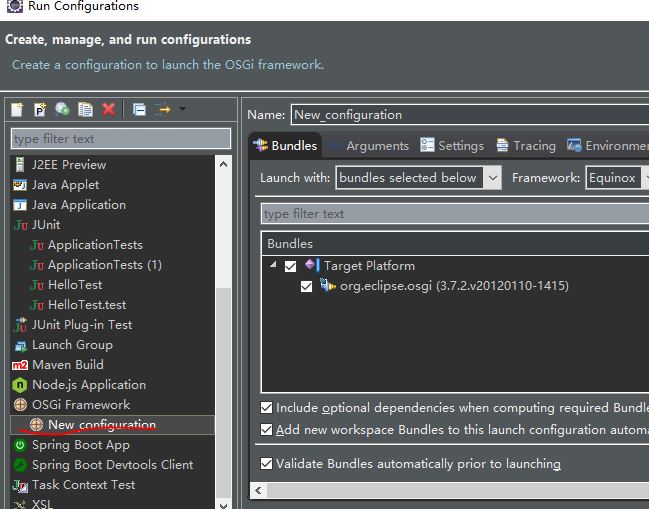 Run Configurations
Create, manage, and run configurations
Create a configuration to launch the OSGi framework.
type filter text
J2EE Preview
Java Applet
Java Application
JUnit
ApplicationTests
ApplicationTests (1)
HelloTest
HelloTest.test
JUnit Plug-in Test
Launch Group
Maven Build
Node.js Application
OSGi Framework
New_configuration
Spring Boot App
Spring Boot Devtools Client
Task Context Test
XSL
Name: New_configuration
Bundles Arguments Settings Tracing Environmen
Launch with: bundles selected below Framework: Equinox
type filter text
Bundles
Target Platform
org.eclipse.osgi (3.7.2.v20120110-1415)
Include optional dependencies when computing required Bundle
Add new workspace Bundles to this launch configuration automa
Validate Bundles automatically prior to launching